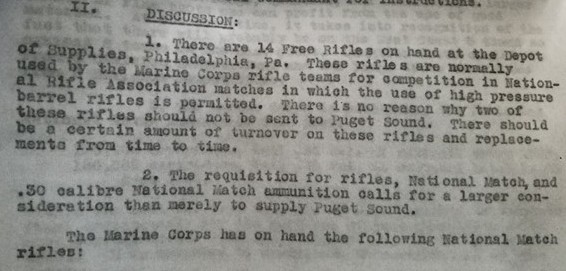 II. DISCUSSION:
1. There are 14 Free Rifles on hand at the Depot
of Supplies, Philadelphia, Pa. These rifles are normally
used by the Marine Corps rifle teams for competition in Nation-
al Rifle Association matches in which the use of high pressure
barrel rifles is permitted. There is no reason why two of
these rifles should not be sent to Puget Sound. There should
be a certain amount of turnover on these rifles and replace-
ments from time to time.
2. The requisition for rifles, National Match, and
.30 calibre National Match ammunition calls for a larger con-
sideration than merely to supply Puget Sound.
The Marine Corps has on hand the following National Match
rifles: